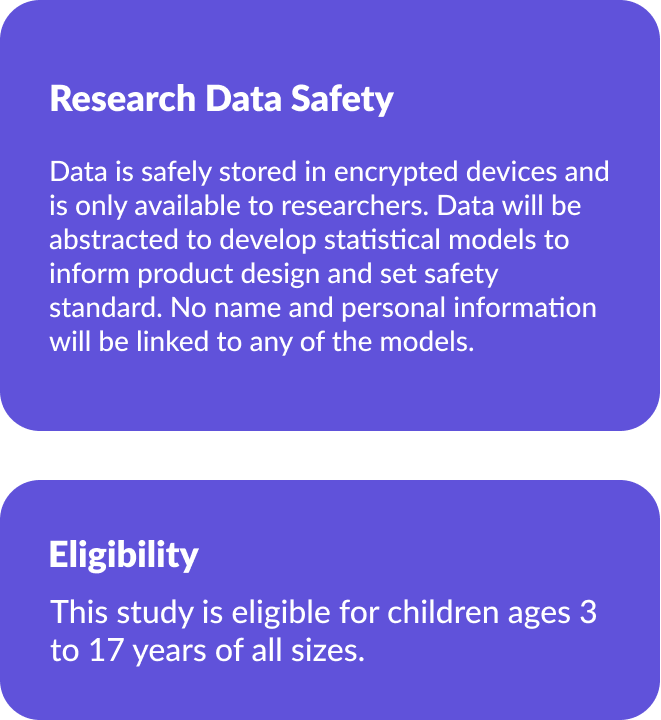 Research Data Safety
Data is safely stored in encrypted devices and
is only available to researchers. Data will be
abstracted to develop statistical models to
inform product design and set safety
standard. No name and personal information
will be linked to any of the models.
Eligibility
This study is eligible for children ages 3
to 17 years of all sizes.